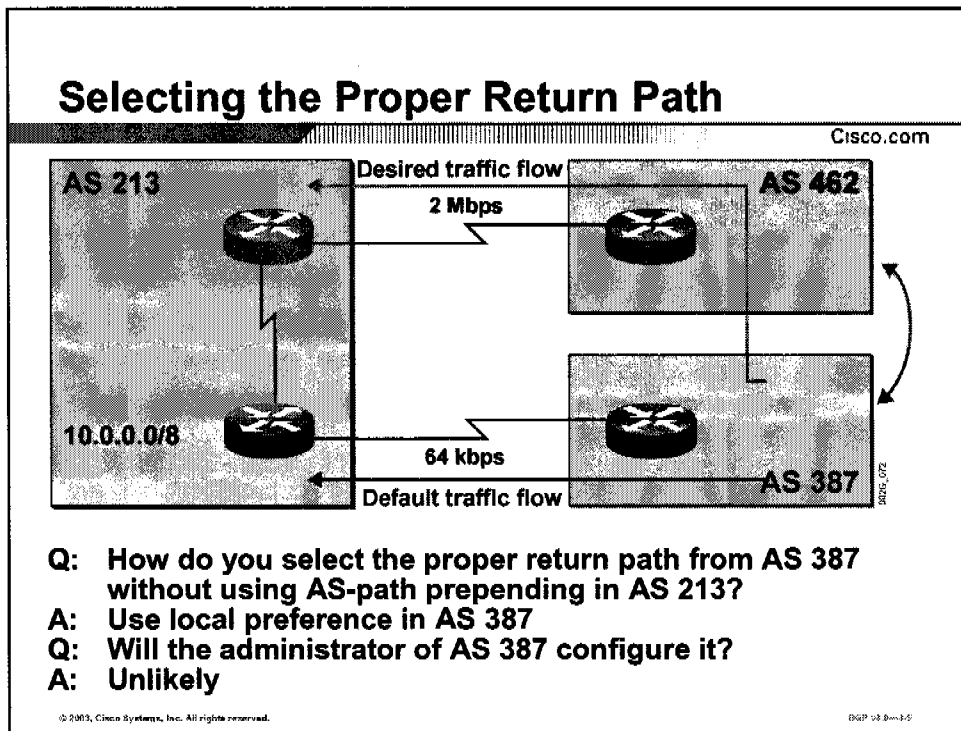 Selecting the Proper Return Path
Cisco.com
AS 213
Desired traffic flow
AS 462
2 Mbps
10.0.0.0/8
64 kbps
AS 387
Default traffic flow
Q: How do you select the proper return path from AS 387
without using AS-path prepending in AS 213?
A: Use local preference in AS 387
Q: Will the administrator of AS 387 configure it?
A: Unlikely
© 2003, Cisco Systems, Inc. All rights reserved.